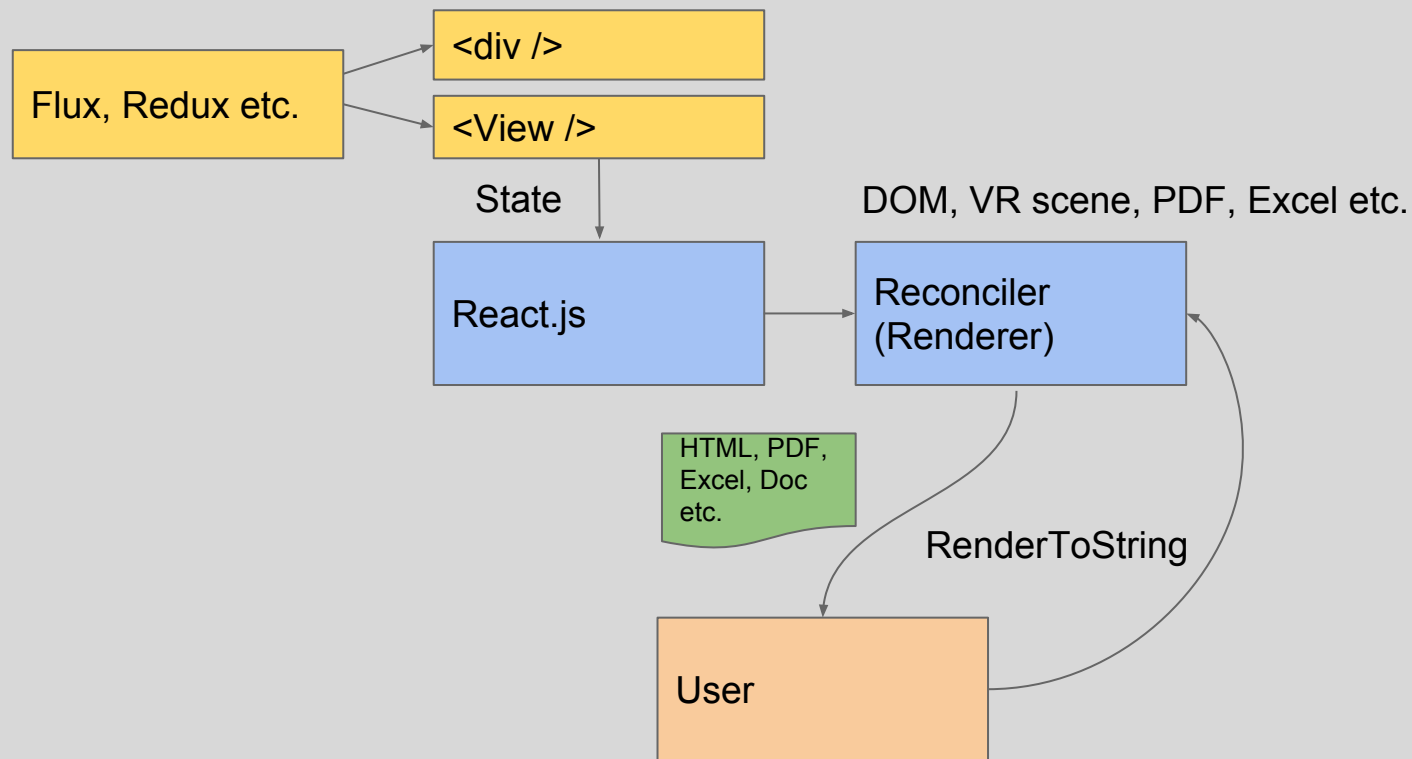 <div />
Flux, Redux etc.
<View />
State
DOM, VR scene, PDF, Excel etc.
React.js
Reconciler
(Renderer)
HTML, PDF,
Excel, Doc
etc.
RenderToString
User